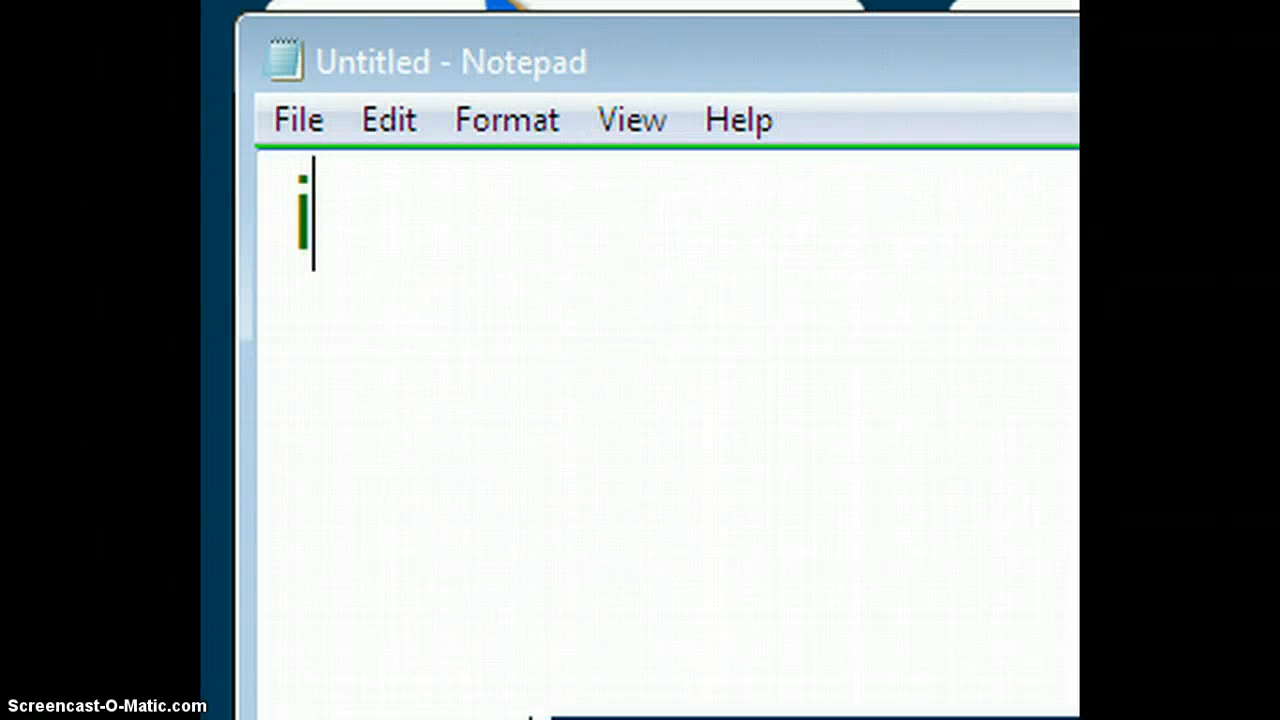 Untitled - Notepad
File Edit Format View Help
i
Screencast-O-Matic.com